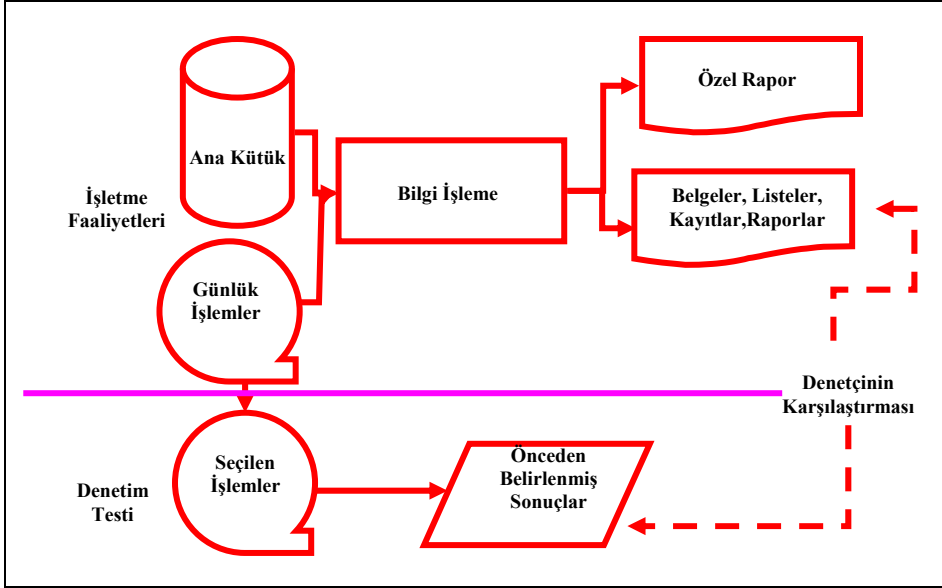 Özel Rapor
Ana Kütük
İşletme
Faaliyetleri
Bilgi İşleme
Belgeler, Listeler,
Kayıtlar,Raporlar
Günlük
İşlemler
Denetçinin
Karşılaştırması
Denetim
Testi
Seçilen
İşlemler
Önceden
Belirlenmiş
Sonuçlar